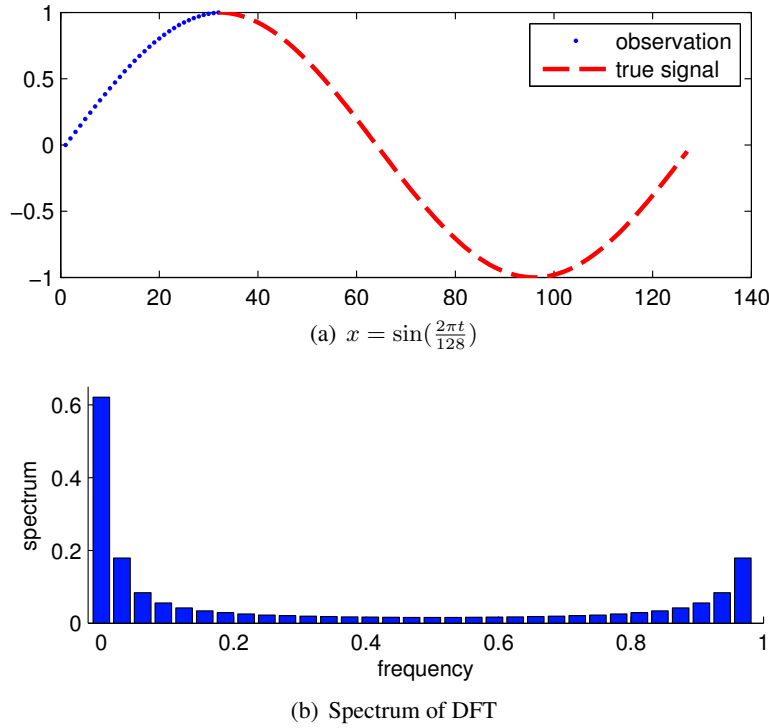 1
0.5
0
−0.5
−1
observation
true signal
0 20 40 60 80 100 120 140
(a) x = sin(2πt/128)
0.6
0.4
0.2
0
spectrum
0 0.2 0.4 0.6 0.8 1
frequency
(b) Spectrum of DFT